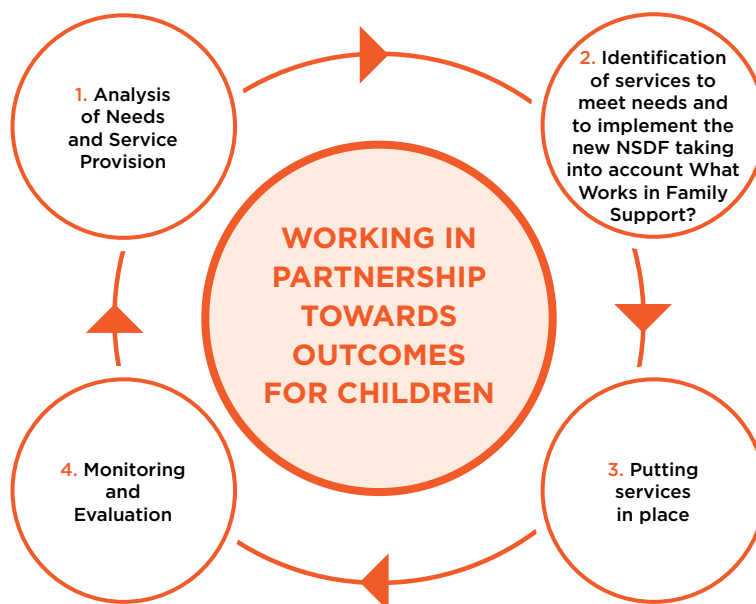 1. Analysis
of Needs
and Service
Provision
2. Identification
of services to
meet needs and
to implement the
new NSDF taking
into account What
Works in Family
Support?
WORKING IN
PARTNERSHIP
TOWARDS
OUTCOMES
FOR CHILDREN
4. Monitoring
and
Evaluation
3. Putting
services
in place